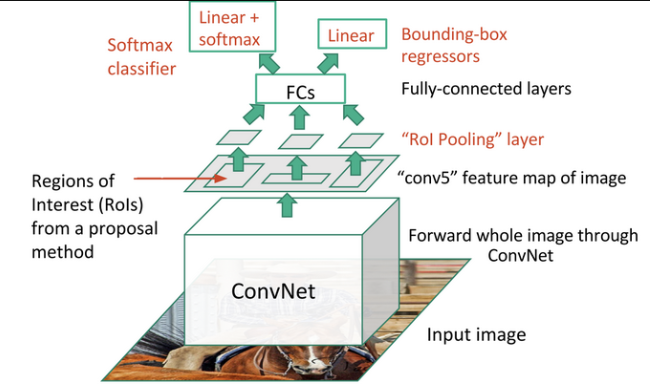 Linear +
softmax
Softmax
classifier
Linear
Bounding-box
regressors
FCs
Fully-connected layers
“RoI Pooling” layer
Regions of
Interest (RoIs)
from a proposal
method
“conv5” feature map of image
Forward whole image through
ConvNet
ConvNet
Input image